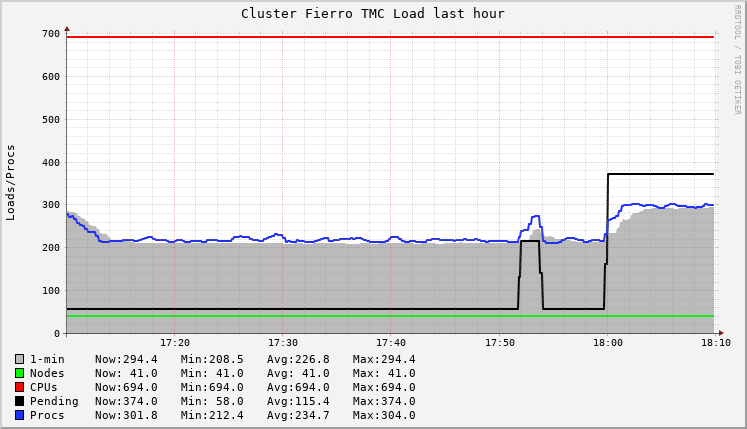 Cluster Fierro TMC Load last hour
RRDTOOL / TOBI OETIKER
Loads/Procs
700
600
500
400
300
200
100
0
17:20 17:30 17:40 17:50 18:00 18:10
1-min Now:294.4 Min:208.5 Avg:226.8 Max:294.4
Nodes Now: 41.0 Min: 41.0 Avg: 41.0 Max: 41.0
CPUs Now:694.0 Min:694.0 Avg:694.0 Max:694.0
Pending Now:374.0 Min: 58.0 Avg:115.4 Max:374.0
Procs Now:301.8 Min:212.4 Avg:234.7 Max:304.0